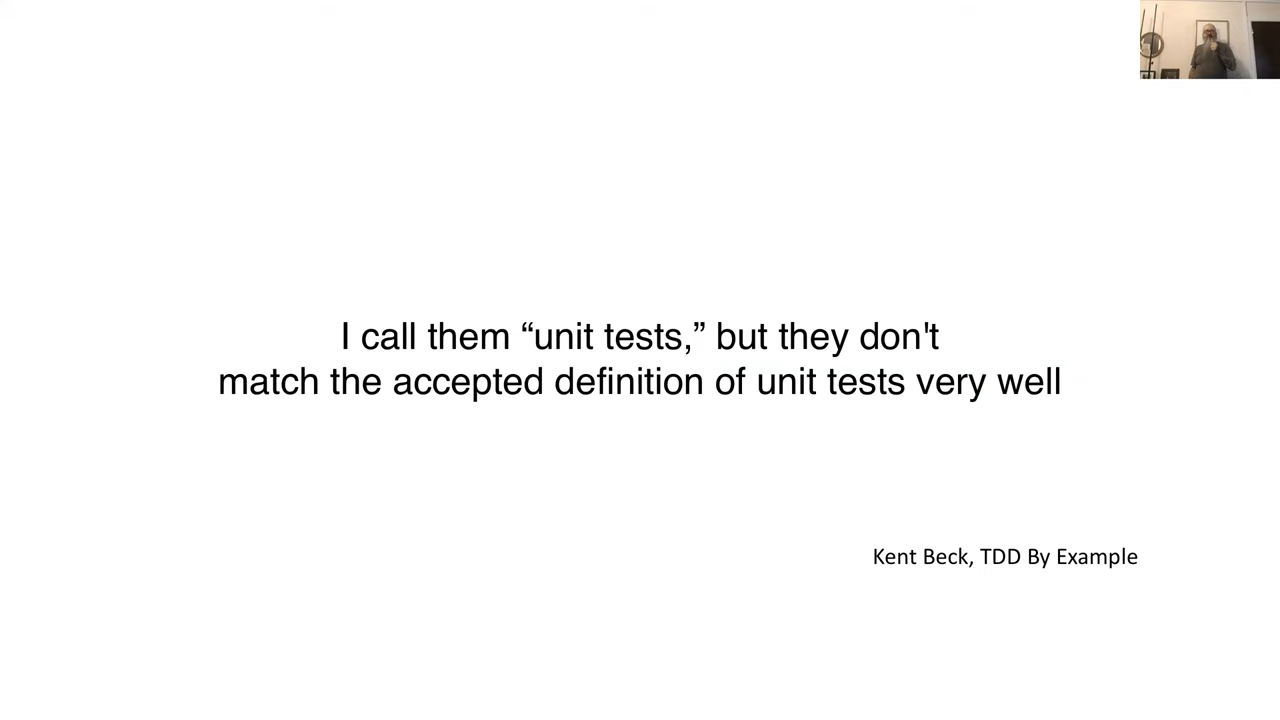 I call them “unit tests,” but they don't
match the accepted definition of unit tests very well
Kent Beck, TDD By Example